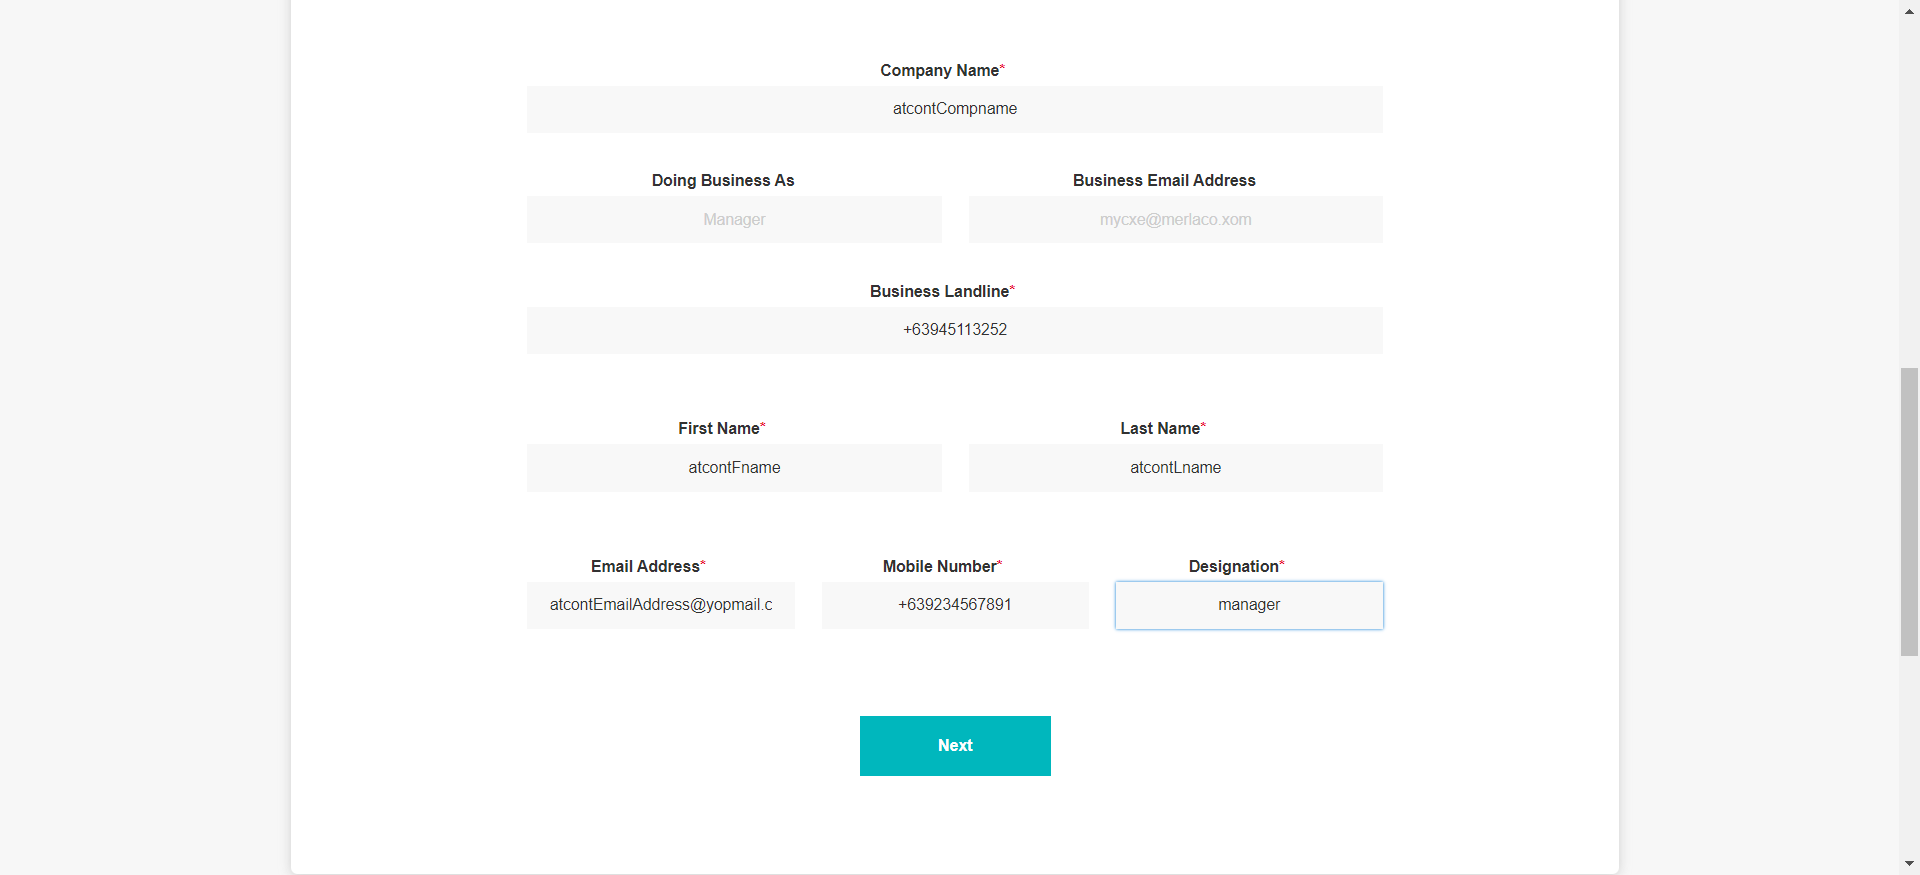 Company Name*
atcontCompname
Doing Business As
Business Email Address
Manager
mycxe@merlaco.xom
Business Landline*
+63945113252
First Name*
Last Name*
atcontFname
atcontLname
Email Address*
Mobile Number*
Designation*
atcontEmailAddress@yopmail.c
+639234567891
manager
Next